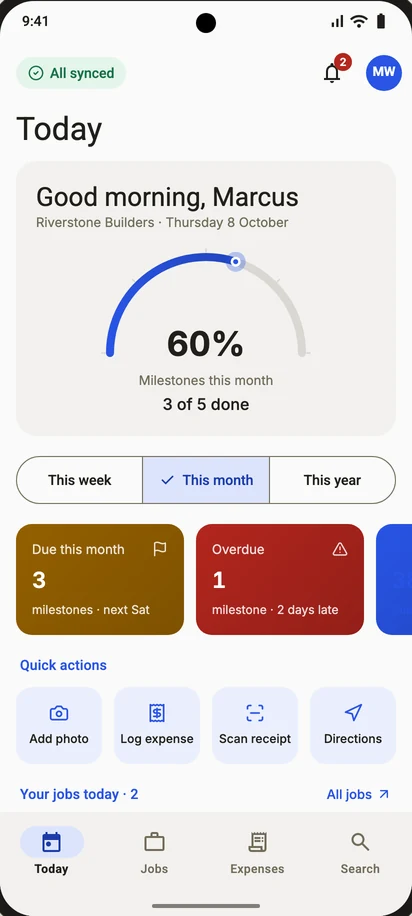 9:41
All synced
2
MW
Today
Good morning, Marcus
Riverstone Builders · Thursday 8 October
60%
Milestones this month
3 of 5 done
This week
This month
This year
Due this month
3
milestones · next Sat
Overdue
1
milestone · 2 days late
Quick actions
Add photo
Log expense
Scan receipt
Directions
Your jobs today · 2
All jobs
Today
Jobs
Expenses
Search